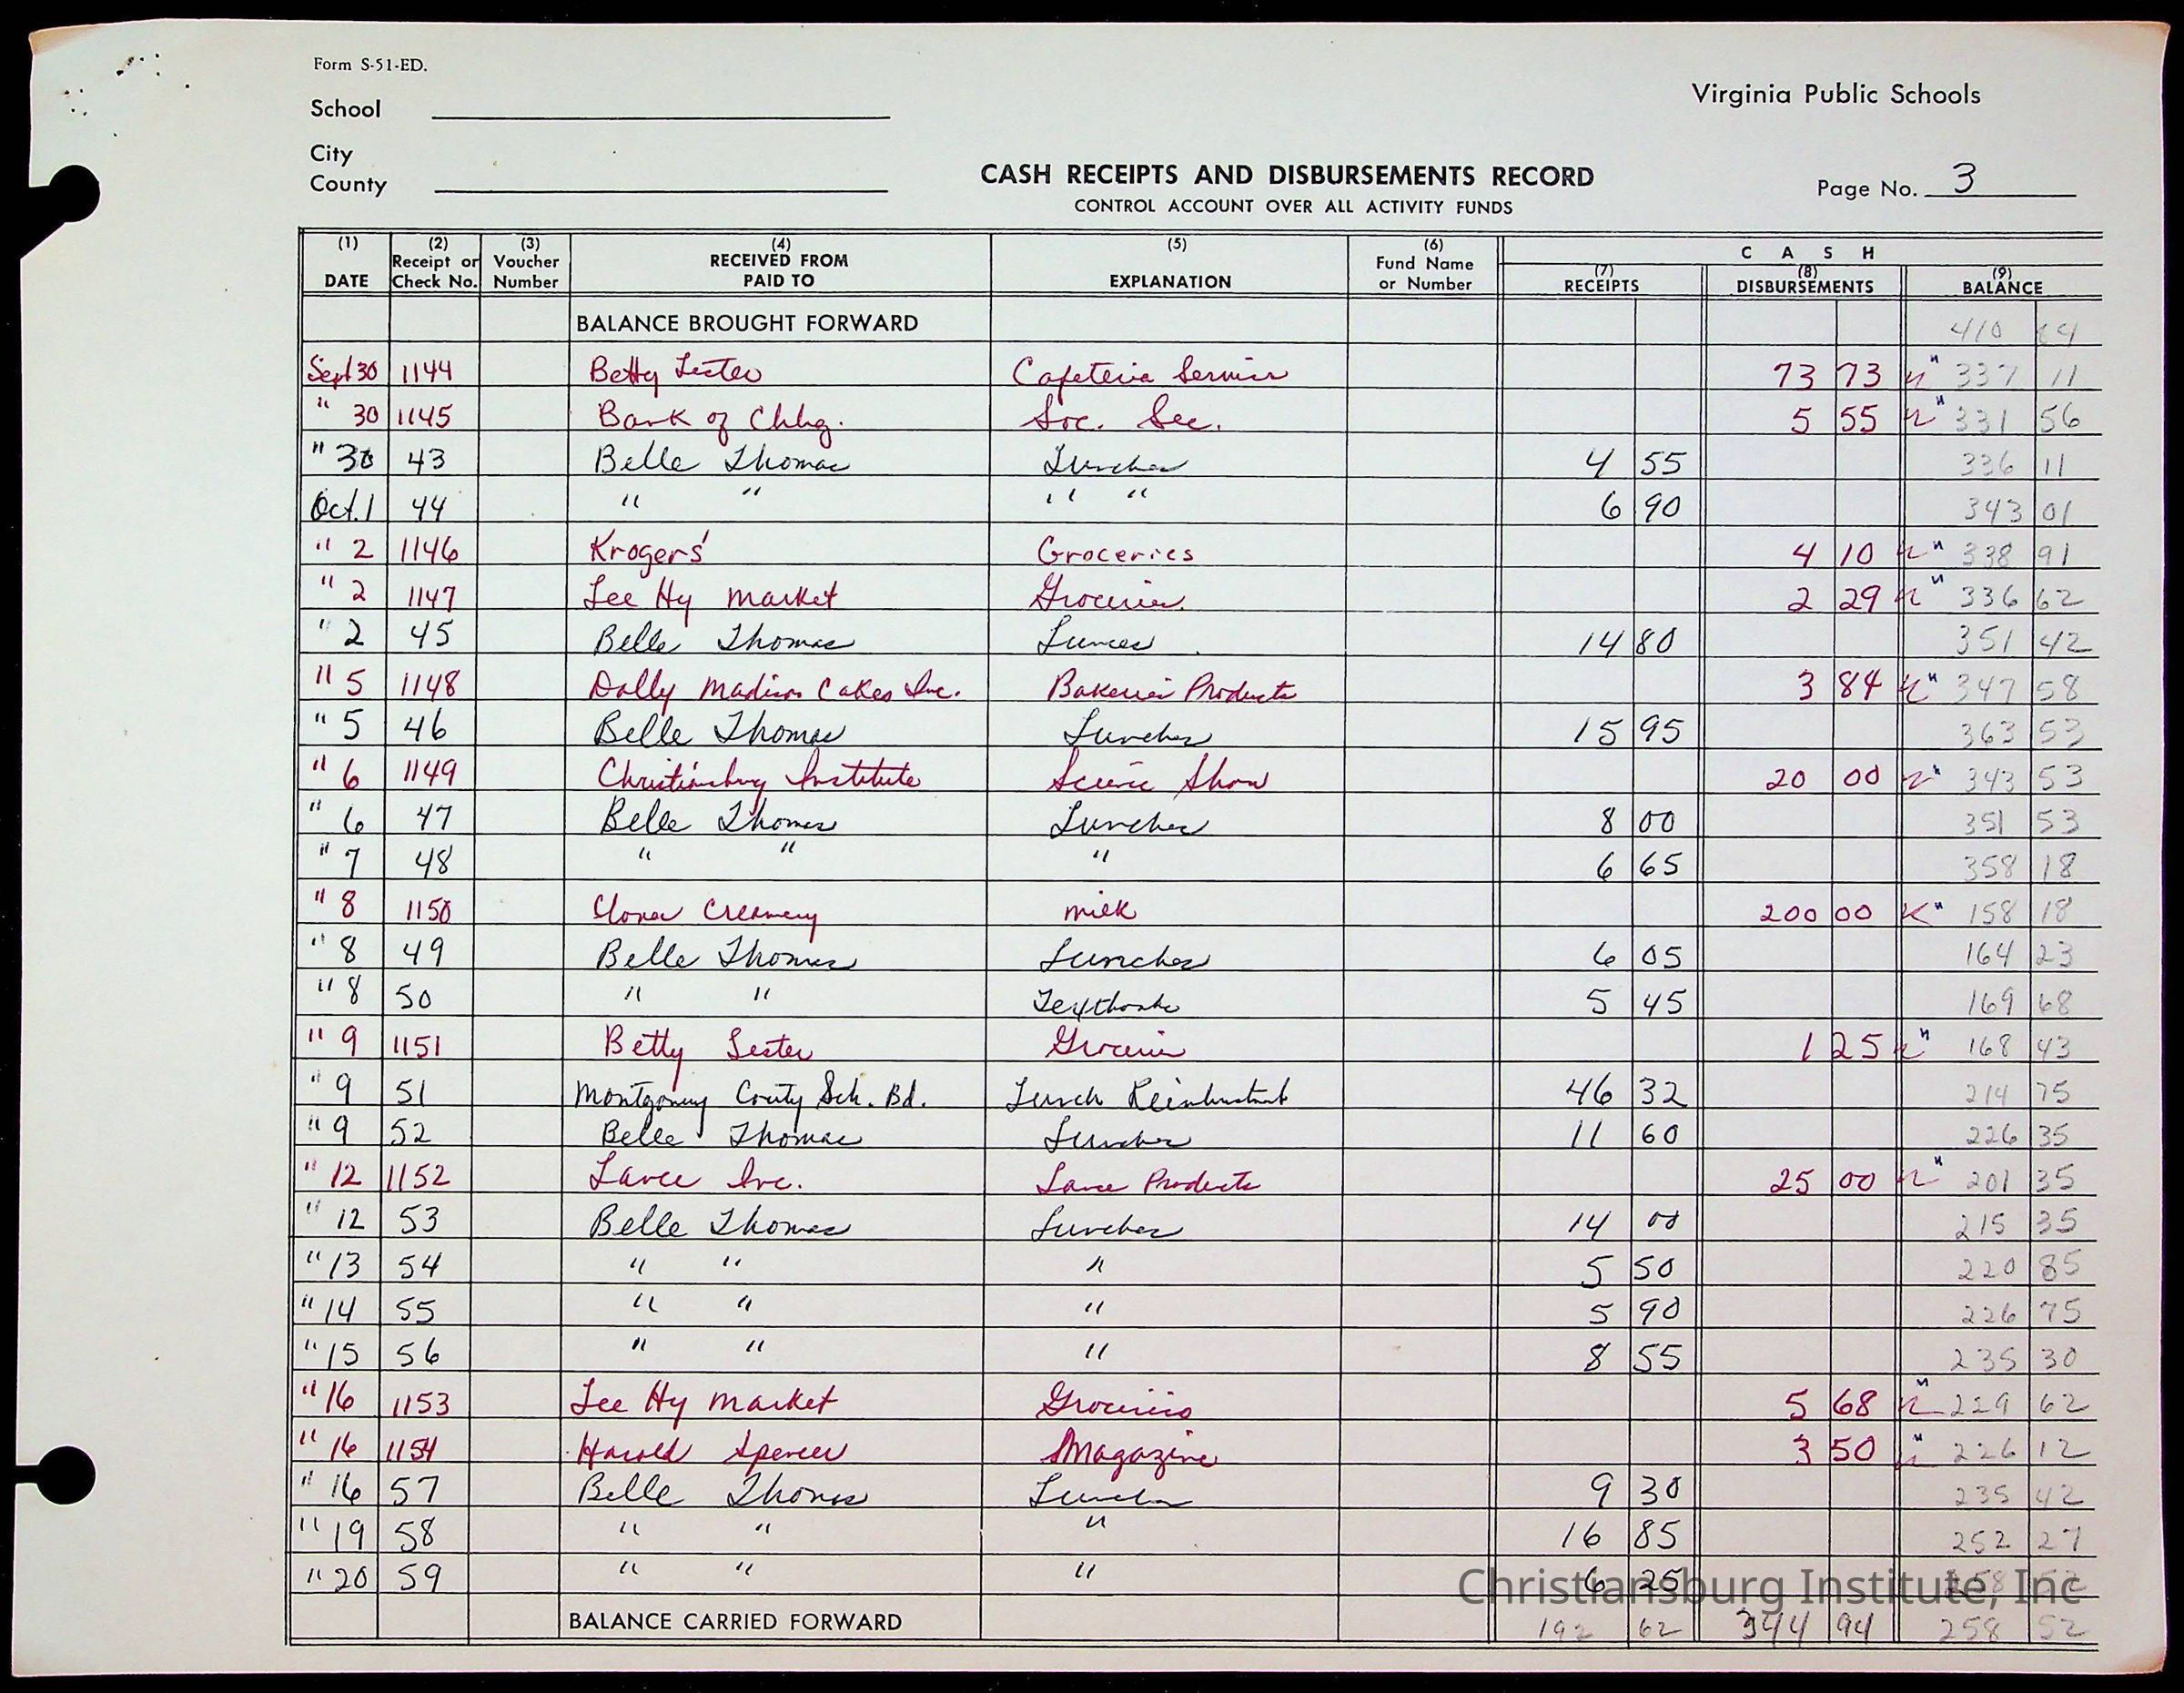 Form S-51-ED.
Virginia Public Schools
School
City
County
CASH RECEIPTS AND DISBURSEMENTS RECORD
CONTROL ACCOUNT OVER ALL ACTIVITY FUNDS
Page No. 3
(1) DATE (2) Receipt or Check No. (3) Voucher Number (4) RECEIVED FROM PAID TO (5) EXPLANATION (6) Fund Name or Number CASH (7) RECEIPTS (8) DISBURSEMENTS (9) BALANCE
BALANCE BROUGHT FORWARD 410
Sept 30 1144 Betty Lester Cafeteria Service 73 73 337 11
" 30 1145 Bank of Chbg. Soc. Sec. 5 55 331 56
" 30 43 Belle Thomas Lunches 4 55 336 11
Oct. 1 44 " " " " 6 90 343 01
" 2 1146 Krogers' Groceries 4 10 338 91
" 2 1147 Lee Hy Market Groceries 2 29 336 62
" 2 45 Belle Thomas Lunces 14 80 351 42
" 5 1148 Dolly Madison Cakes Inc. Bakeries Products 3 84 347 58
" 5 46 Belle Thomas Lunches 15 95 363 53
" 6 1149 Christiansburg Institute Show 20 00 343 53
" 6 47 Belle Thomas Lunches 8 00 351 53
" 7 48 " " " 6 65 358 18
" 8 1150 Clover Creamery milk 200 00 158 18
" 8 49 Belle Thomas Lunches 6 05 164 23
" 8 50 " " Textbooks 5 45 169 68
" 9 1151 Betty Lester Groceries 1 25 168 43
" 9 51 Montgomery County Sch. Bd. Lunch 46 32 214 75
" 9 52 Belle Thomas Lunches 11 60 226 35
" 12 1152 Lance Inc. Lance Products 25 00 201 35
" 12 53 Belle Thomas Lunches 14 00 215 35
" 13 54 " " " 5 50 220 85
" 14 55 " " " 5 90 226 75
" 15 56 " " " 8 55 235 30
" 16 1153 Lee Hy Market Groceries 5 68 229 62
" 16 1154 Harold Spencer Magazine 3 50 226 12
" 16 57 Belle Thomas Lunches 9 30 235 42
" 19 58 " " " 16 85 252 27
" 20 59 " " " 6 25 258 52
Christiansburg Institute, Inc
BALANCE CARRIED FORWARD 192 62 344 94 258 52